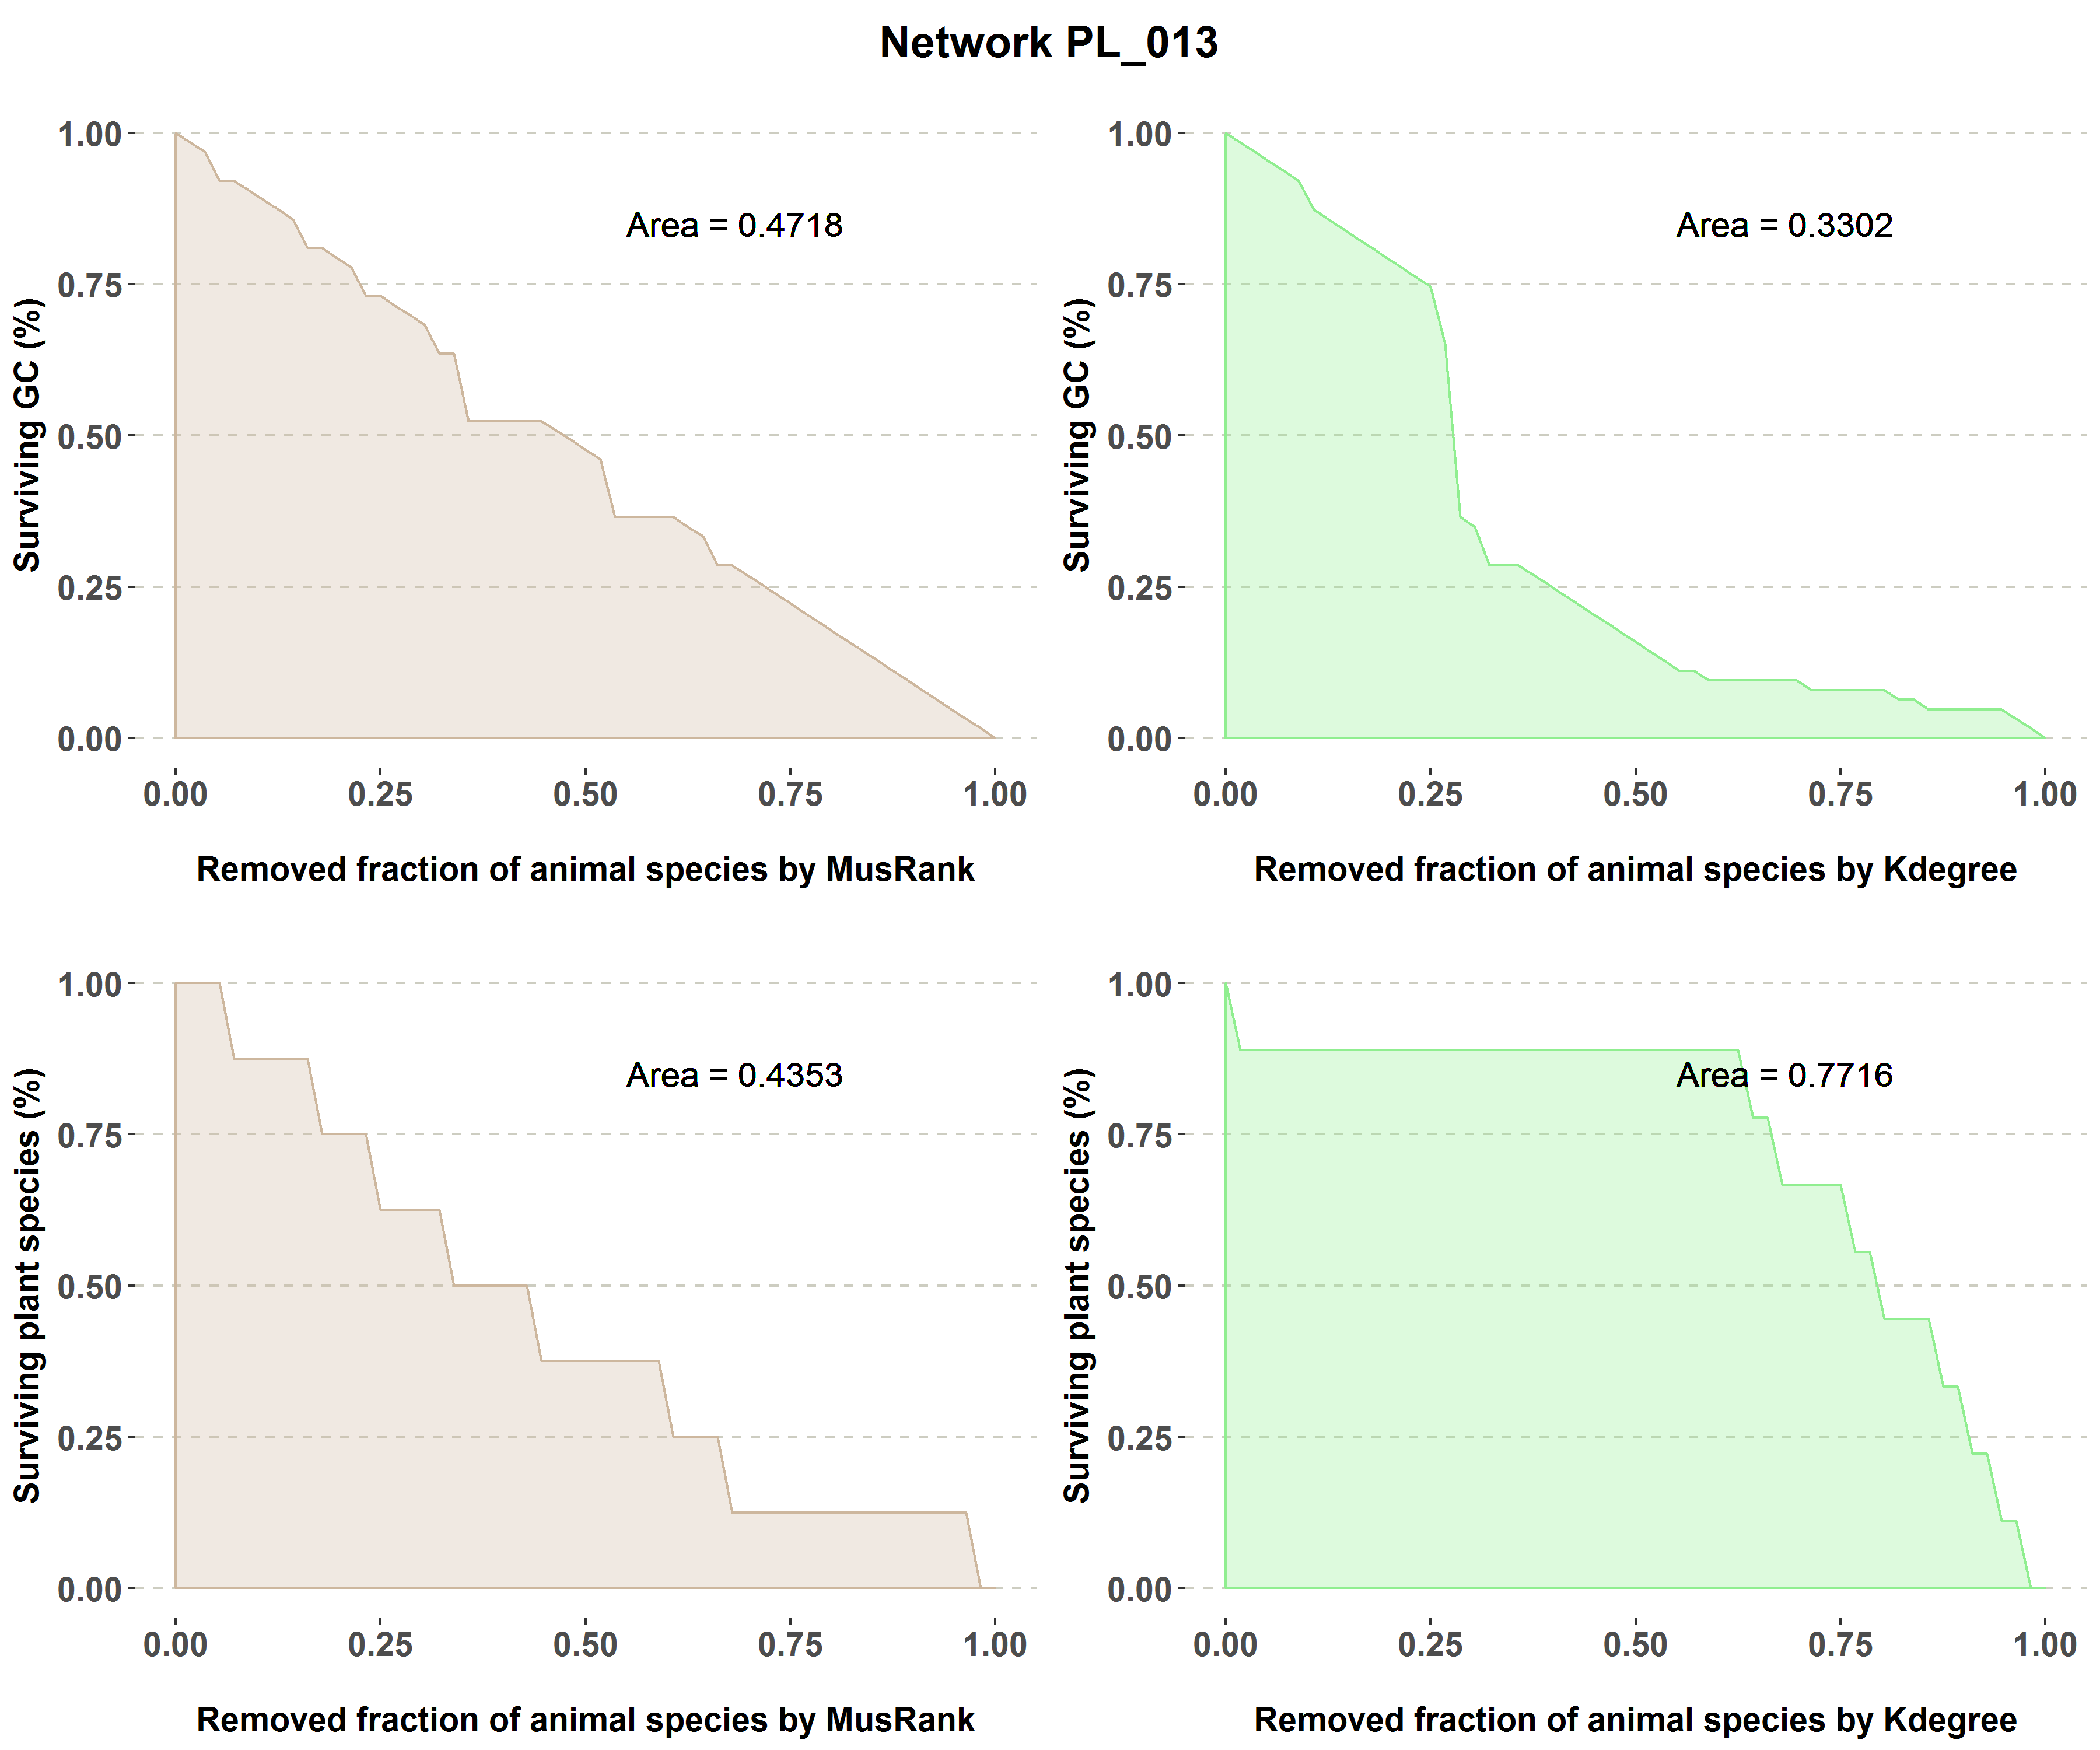 Network PL_013
Surviving GC (%)
1.00
0.75
0.50
0.25
0.00
Area = 0.4718
0.00 0.25 0.50 0.75 1.00
Removed fraction of animal species by MusRank
Surviving GC (%)
1.00
0.75
0.50
0.25
0.00
Area = 0.3302
0.00 0.25 0.50 0.75 1.00
Removed fraction of animal species by Kdegree
Surviving plant species (%)
1.00
0.75
0.50
0.25
0.00
Area = 0.4353
0.00 0.25 0.50 0.75 1.00
Removed fraction of animal species by MusRank
Surviving plant species (%)
1.00
0.75
0.50
0.25
0.00
Area = 0.7716
0.00 0.25 0.50 0.75 1.00
Removed fraction of animal species by Kdegree